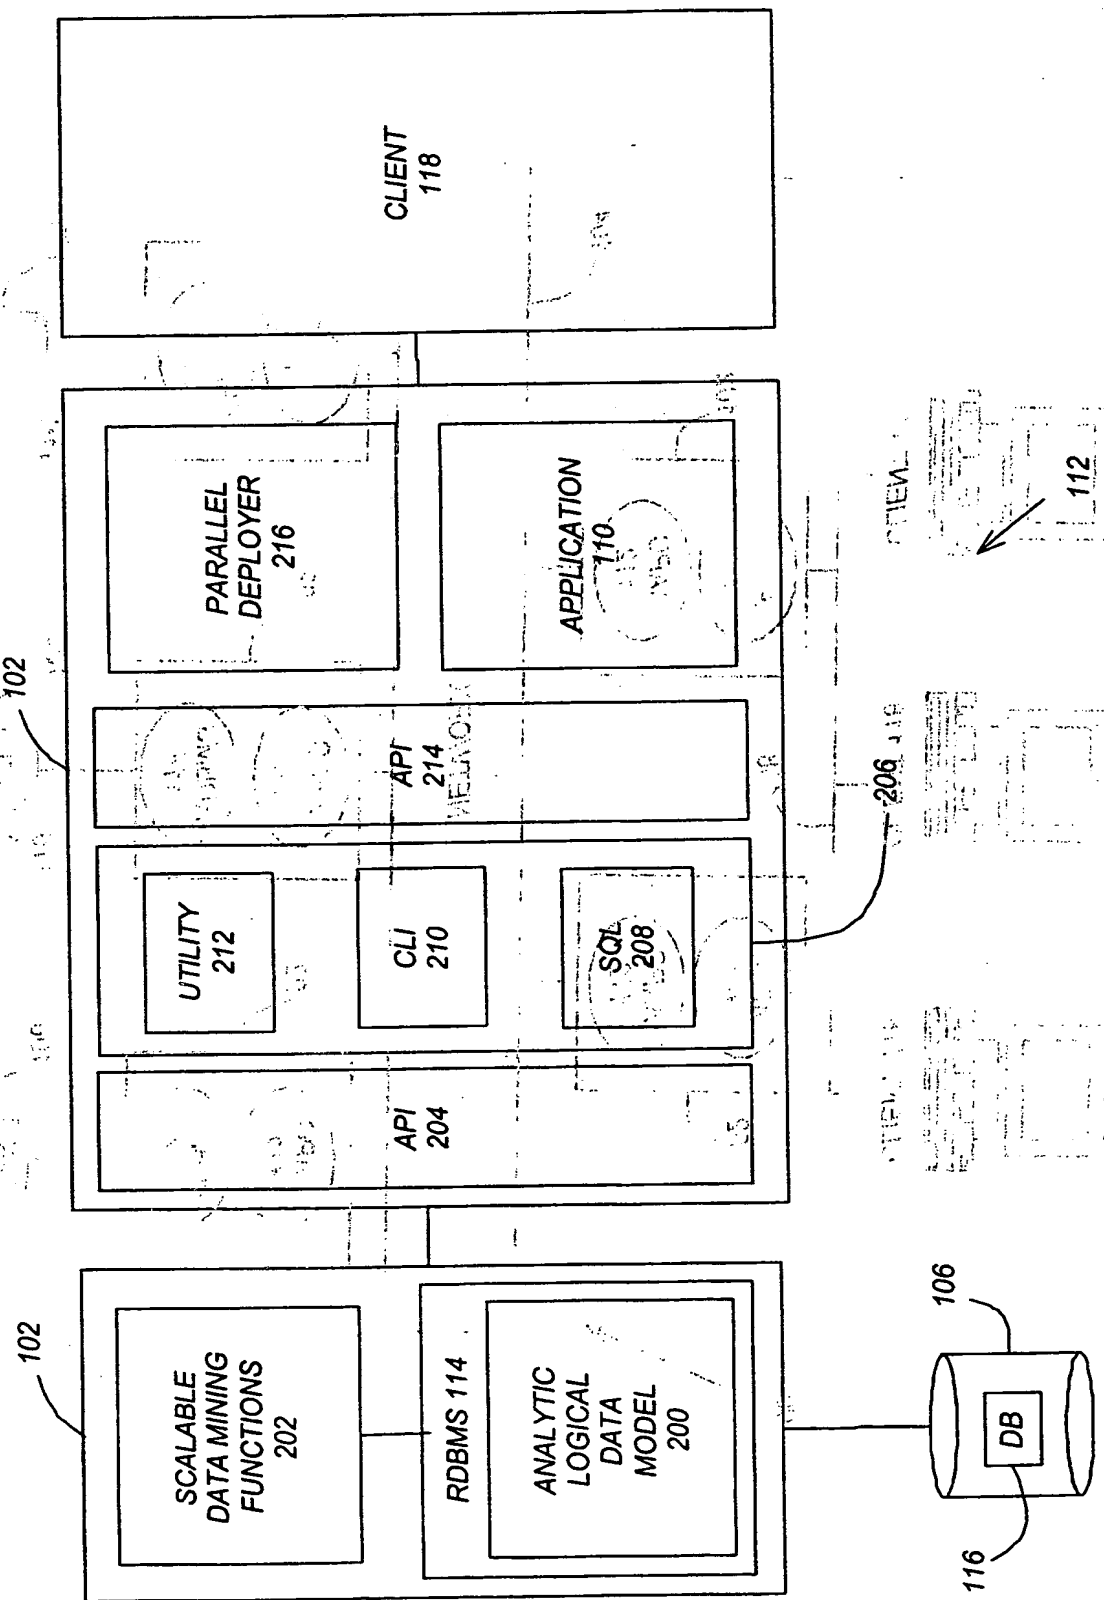 102
102
SCALABLE
DATA MINING
FUNCTIONS
202
RDBMS 114
ANALYTIC
LOGICAL
DATA
MODEL
200
API
204
UTILITY
212
CLI
210
SQL
208
API
214
PARALLEL
DEPLOYER
216
APPLICATION
110
CLIENT
118
206
106
DB
116
112